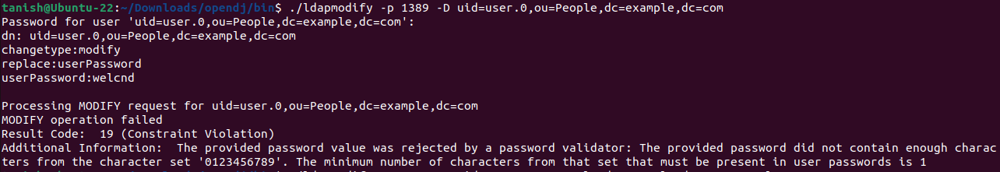 tanish@Ubuntu-22:~/Downloads/opendj/bin$ ./ldapmodify -p 1389 -D uid=user.0,ou=People,dc=example,dc=com
Password for user 'uid=user.0,ou=People,dc=example,dc=com':
dn: uid=user.0,ou=People,dc=example,dc=com
changetype:modify
replace:userPassword
userPassword:welcnd
Processing MODIFY request for uid=user.0,ou=People,dc=example,dc=com
MODIFY operation failed
Result Code:  19 (Constraint Violation)
Additional Information:  The provided password value was rejected by a password validator: The provided password did not contain enough charac
ters from the character set '0123456789'. The minimum number of characters from that set that must be present in user passwords is 1